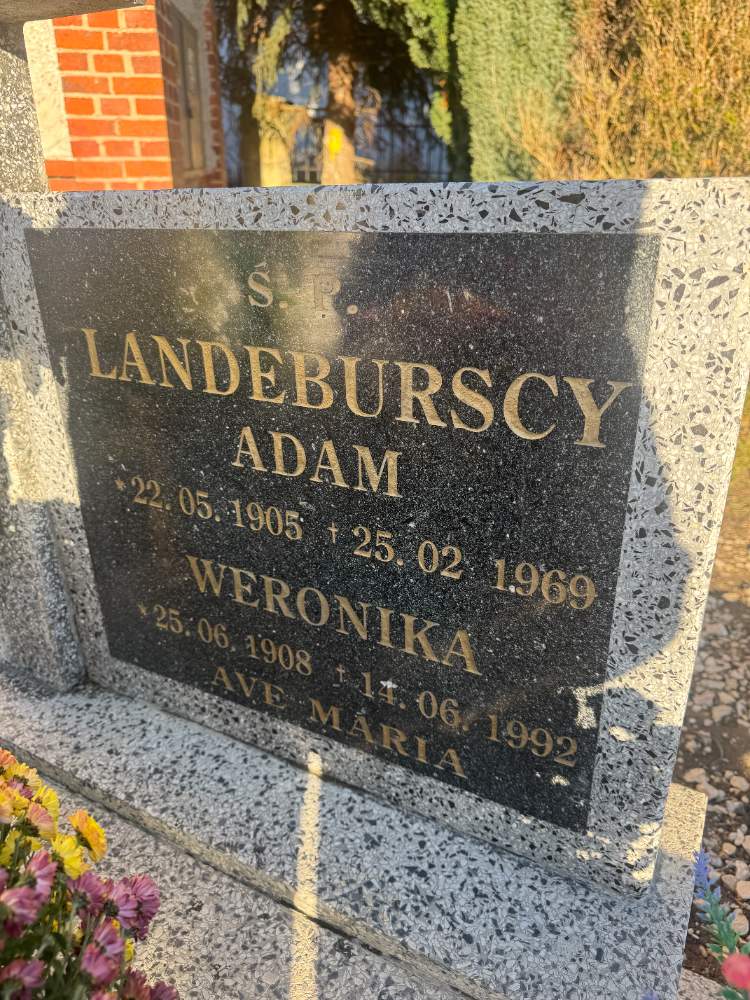 Ś. P.
LANDEBURSCY
ADAM
*22. 05. 1905 † 25. 02 1969
WERONIKA
*25. 06. 1908 † 14. 06. 1992
AVE MARIA